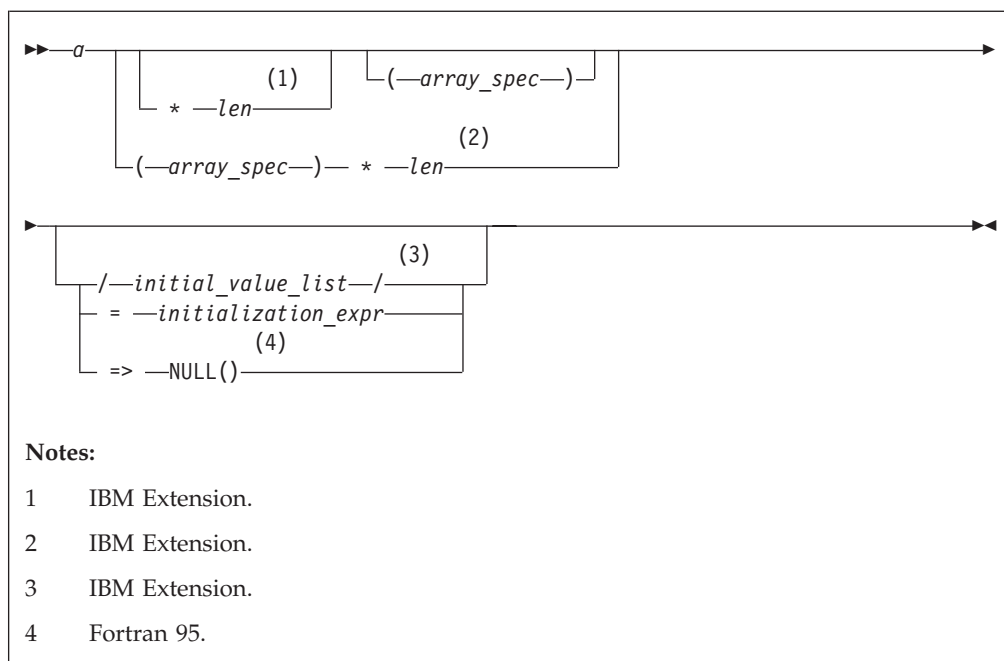 a
(1)
* len
( array_spec )
(2)
( array_spec ) * len
(3)
/ initial_value_list /
= initialization_expr
(4)
=> NULL()
Notes:
1 IBM Extension.
2 IBM Extension.
3 IBM Extension.
4 Fortran 95.